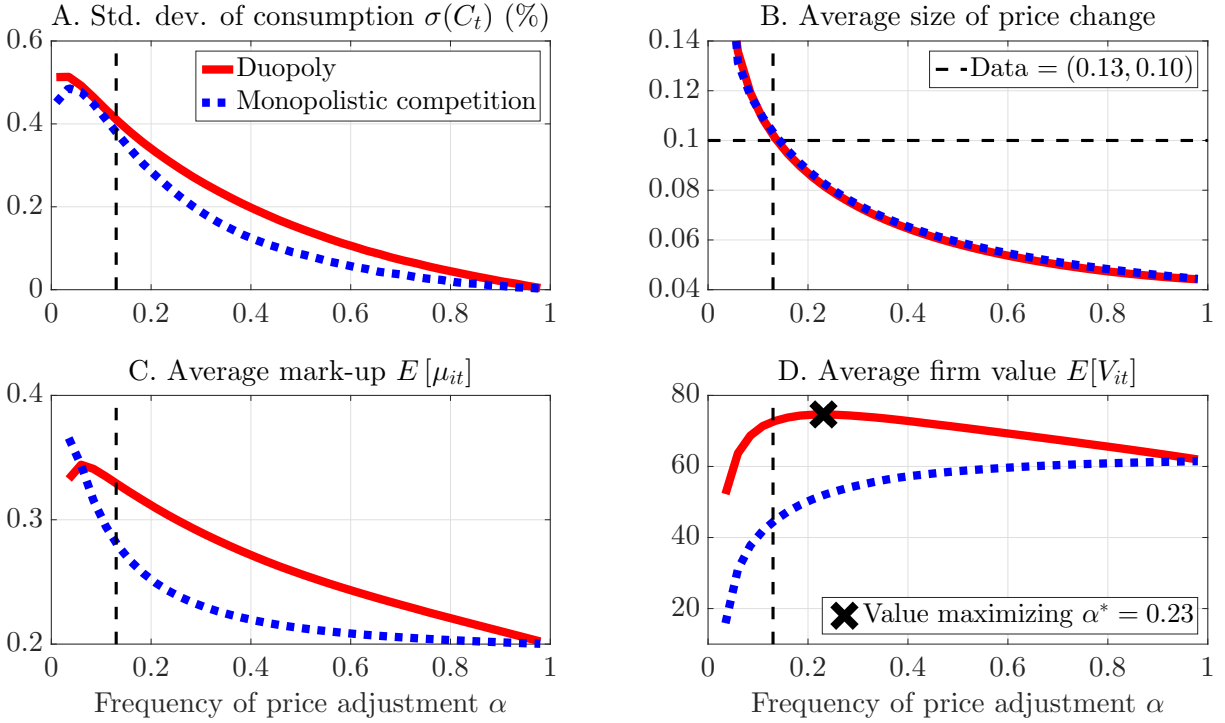 A. Std. dev. of consumption σ(C_t) (%)
0.6
0.4
0.2
0
0 0.2 0.4 0.6 0.8 1
Duopoly
Monopolistic competition
B. Average size of price change
0.14
0.12
0.1
0.08
0.06
0.04
0 0.2 0.4 0.6 0.8 1
Data = (0.13, 0.10)
C. Average mark-up E [μ_{it}]
0.4
0.3
0.2
0 0.2 0.4 0.6 0.8 1
Frequency of price adjustment α
D. Average firm value E[V_{it}]
80
60
40
20
0 0.2 0.4 0.6 0.8 1
Value maximizing α* = 0.23
Frequency of price adjustment α